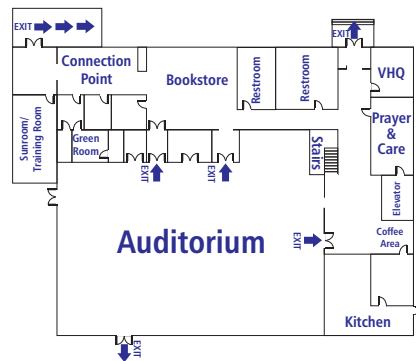 EXIT
EXIT
Connection
Point
Bookstore
Restroom
Restroom
VHQ
Sunroom/
Training Room
Green
Room
Stairs
Prayer
& Care
EXIT
EXIT
Elevator
Auditorium
EXIT
Coffee
Area
Kitchen
EXIT